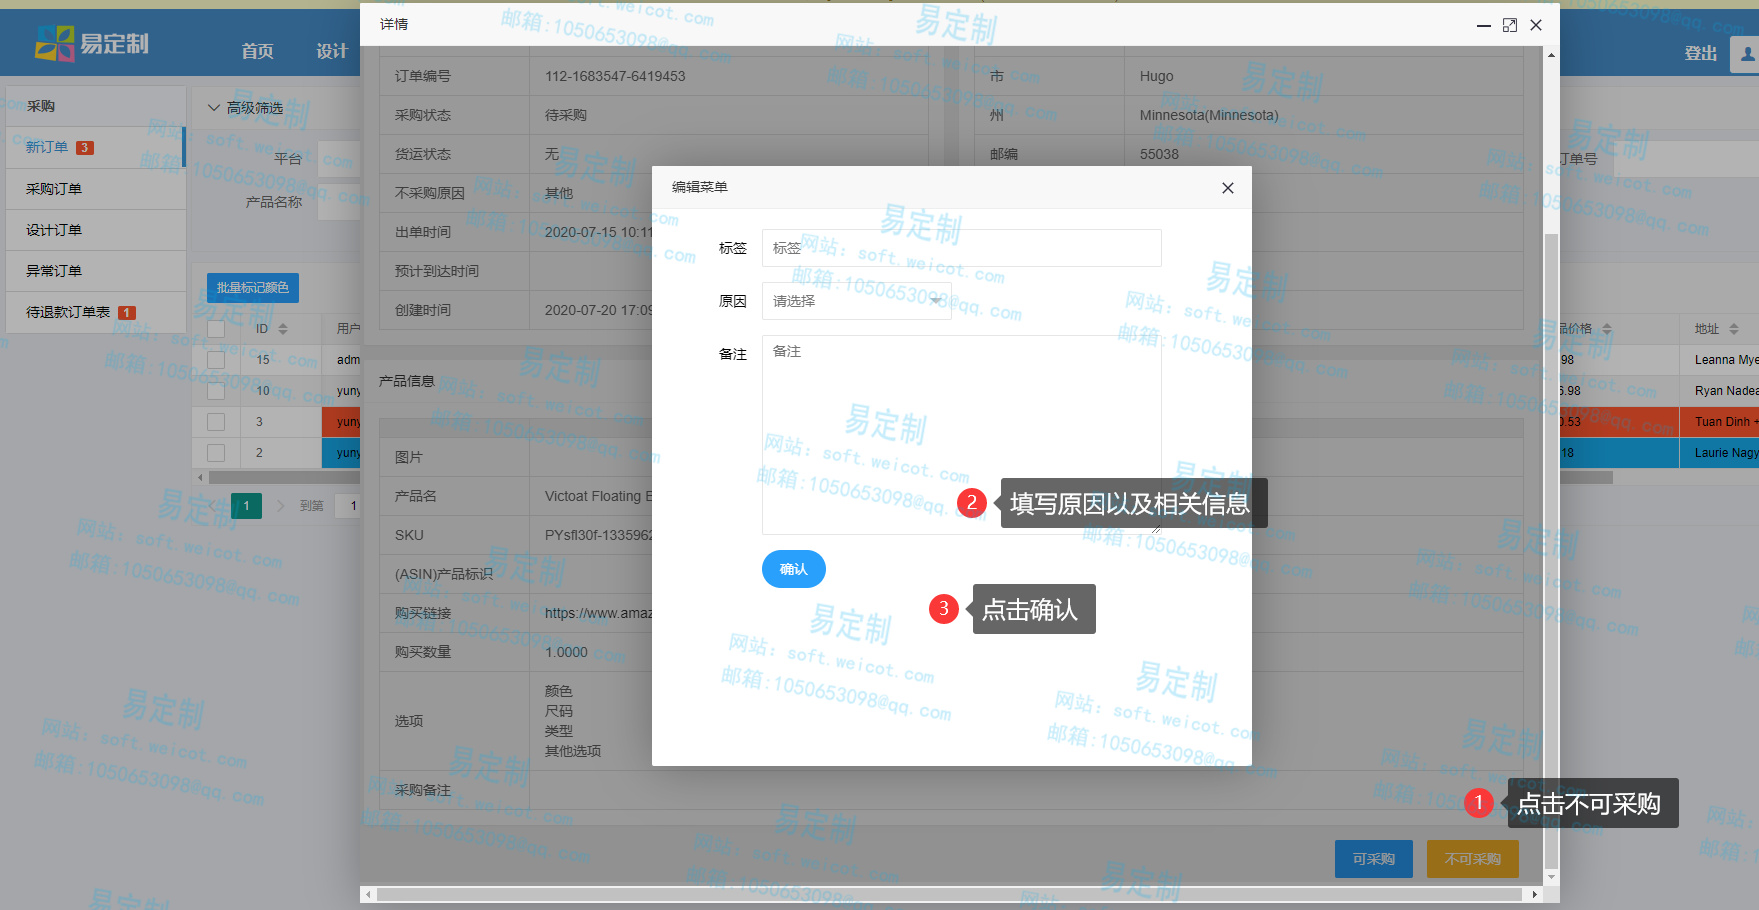 详情
易定制
首页
设计
登出
采购
新订单 3
采购订单
设计订单
异常订单
待退款订单表 1
高级筛选
平台
产品名称
订单号
批量标记颜色
ID
用户
15
adm
10
yuny
3
yuny
2
yuny
1
到第
1
品价格
地址
.98
Leanna Mye
6.98
Ryan Nadea
0.53
Tuan Dinh +
.18
Laurie Nagy
订单编号
112-1683547-6419453
市
Hugo
采购状态
待采购
州
Minnesota(Minnesota)
货运状态
无
邮编
55038
不采购原因
其他
出单时间
2020-07-15 10:11
预计到达时间
创建时间
2020-07-20 17:09
产品信息
图片
产品名
Victoat Floating E
SKU
PYsfl30f-1335962
(ASIN)产品标识
购买链接
https://www.amaz
购买数量
1.0000
选项
颜色
尺码
类型
其他选项
采购备注
可采购
不可采购
编辑菜单
标签
标签
原因
请选择
备注
备注
确认
2 填写原因以及相关信息
3 点击确认
1 点击不可采购
易定制
网站：soft.weicot.com
邮箱：1050653098@qq.com